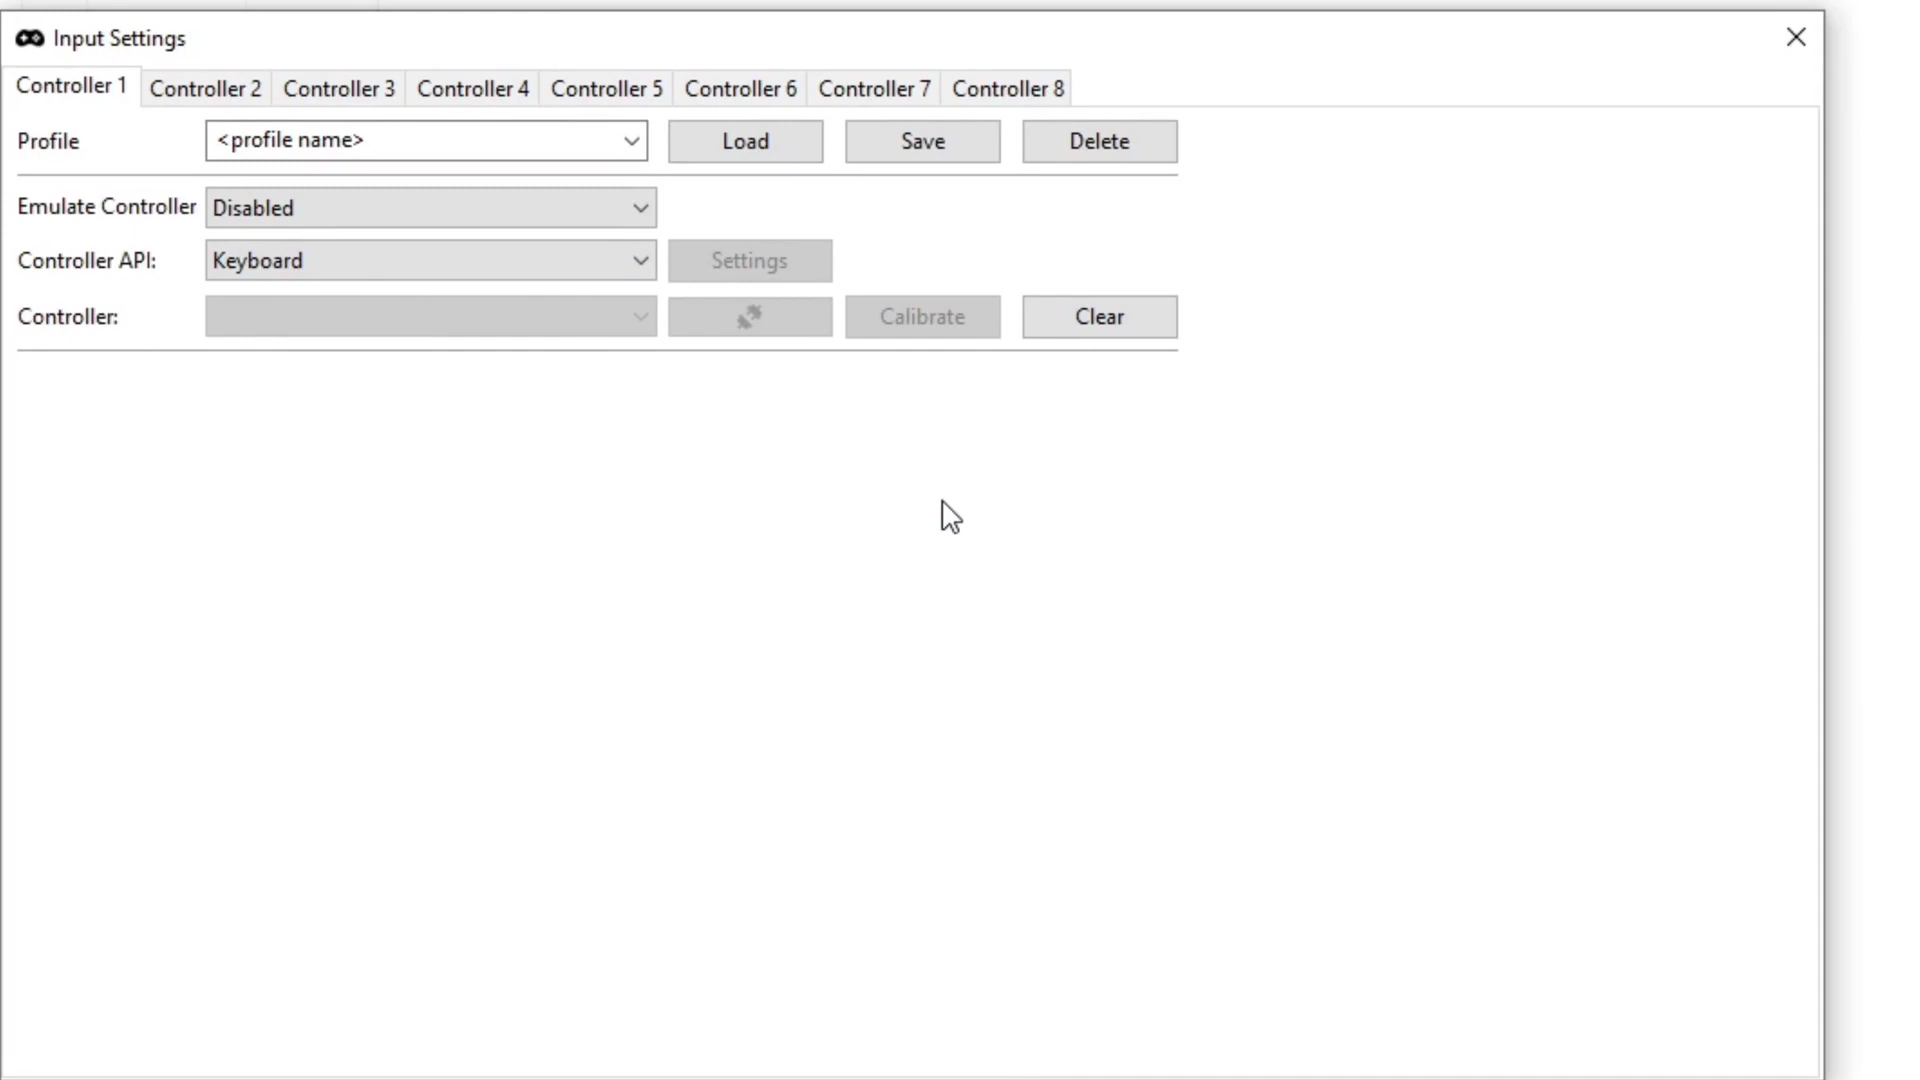 Input Settings
Controller 1 Controller 2 Controller 3 Controller 4 Controller 5 Controller 6 Controller 7 Controller 8
Profile <profile name> Load Save Delete
Emulate Controller Disabled
Controller API: Keyboard Settings
Controller: Calibrate Clear